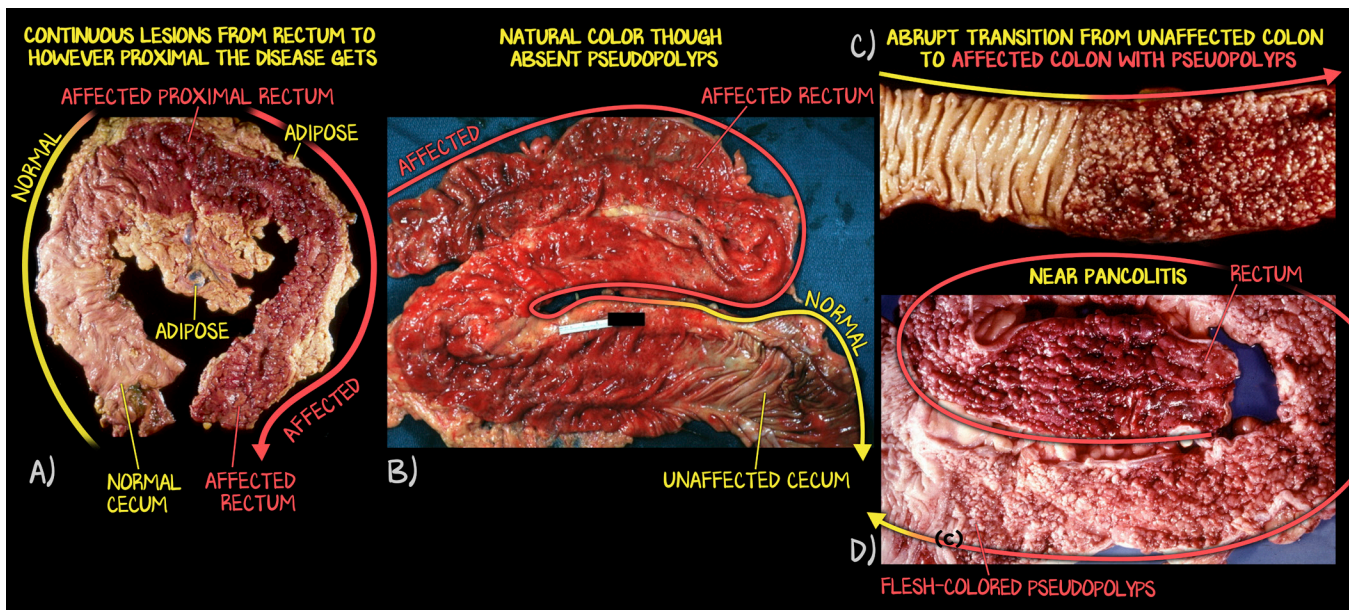 CONTINUOUS LESIONS FROM RECTUM TO
HOWEVER PROXIMAL THE DISEASE GETS
AFFECTED PROXIMAL RECTUM
NORMAL
ADIPOSE
ADIPOSE
AFFECTED
A)
NORMAL
CECUM
AFFECTED
RECTUM
NATURAL COLOR THOUGH
ABSENT PSEUDOPOLYPS
AFFECTED RECTUM
AFFECTED
NORMAL
B)
UNAFFECTED CECUM
C)
ABRUPT TRANSITION FROM UNAFFECTED COLON
TO AFFECTED COLON WITH PSEUOPOLYPS
NEAR PANCOLITIS
RECTUM
D)
(c)
FLESH-COLORED PSEUDOPOLYPS